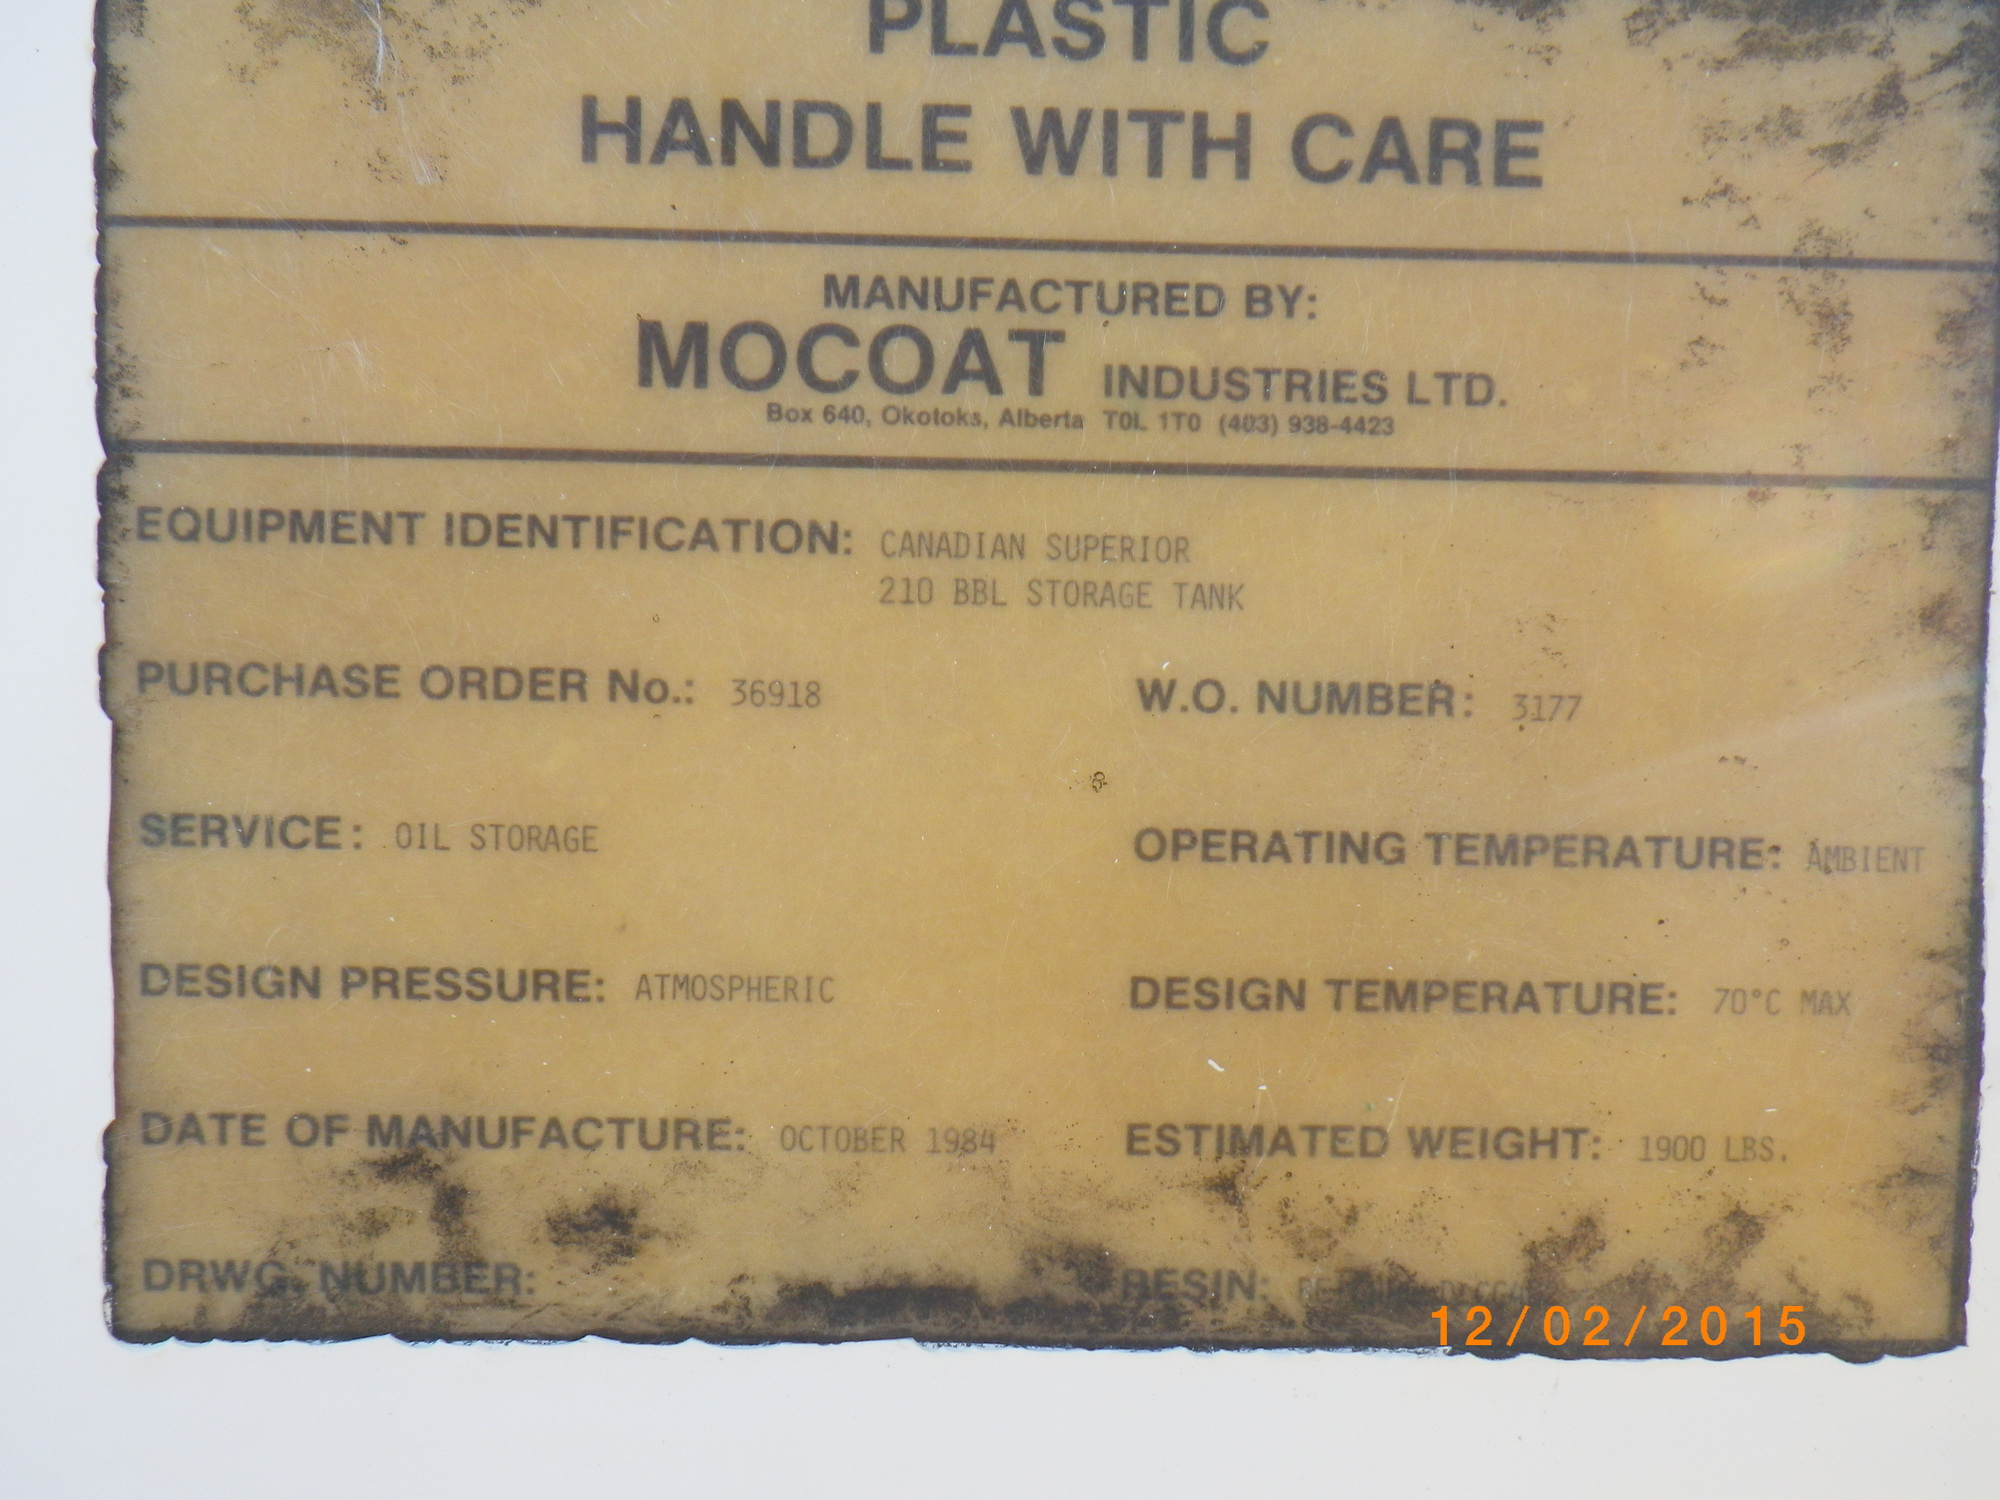 PLASTIC
HANDLE WITH CARE
MANUFACTURED BY:
MOCOAT INDUSTRIES LTD.
Box 640, Okotoks, Alberta T0L 1T0 (403) 938-4423
EQUIPMENT IDENTIFICATION: CANADIAN SUPERIOR
210 BBL STORAGE TANK
PURCHASE ORDER No.: 36918 W.O. NUMBER: 3177
SERVICE: OIL STORAGE OPERATING TEMPERATURE: AMBIENT
DESIGN PRESSURE: ATMOSPHERIC DESIGN TEMPERATURE: 70°C MAX
DATE OF MANUFACTURE: OCTOBER 1984 ESTIMATED WEIGHT: 1900 LBS.
DRWG. NUMBER: RESIN:
12/02/2015